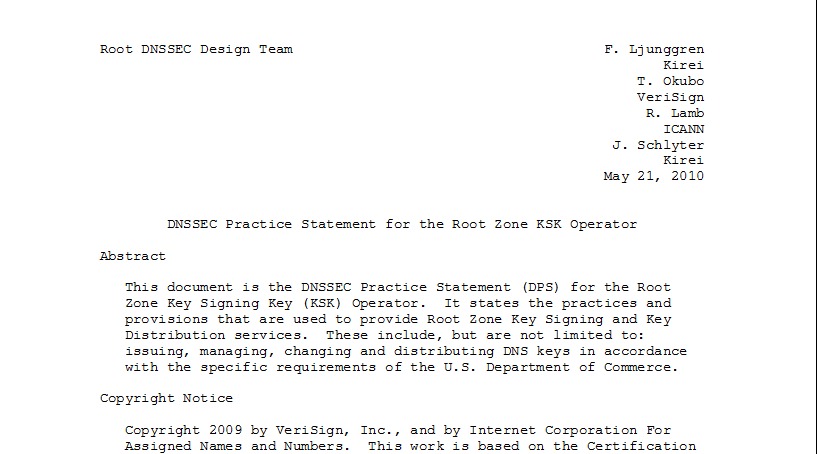 Root DNSSEC Design Team F. Ljunggren
Kirei
T. Okubo
VeriSign
R. Lamb
ICANN
J. Schlyter
Kirei
May 21, 2010
DNSSEC Practice Statement for the Root Zone KSK Operator
Abstract
This document is the DNSSEC Practice Statement (DPS) for the Root
Zone Key Signing Key (KSK) Operator. It states the practices and
provisions that are used to provide Root Zone Key Signing and Key
Distribution services. These include, but are not limited to:
issuing, managing, changing and distributing DNS keys in accordance
with the specific requirements of the U.S. Department of Commerce.
Copyright Notice
Copyright 2009 by VeriSign, Inc., and by Internet Corporation For
Assigned Names and Numbers. This work is based on the Certification